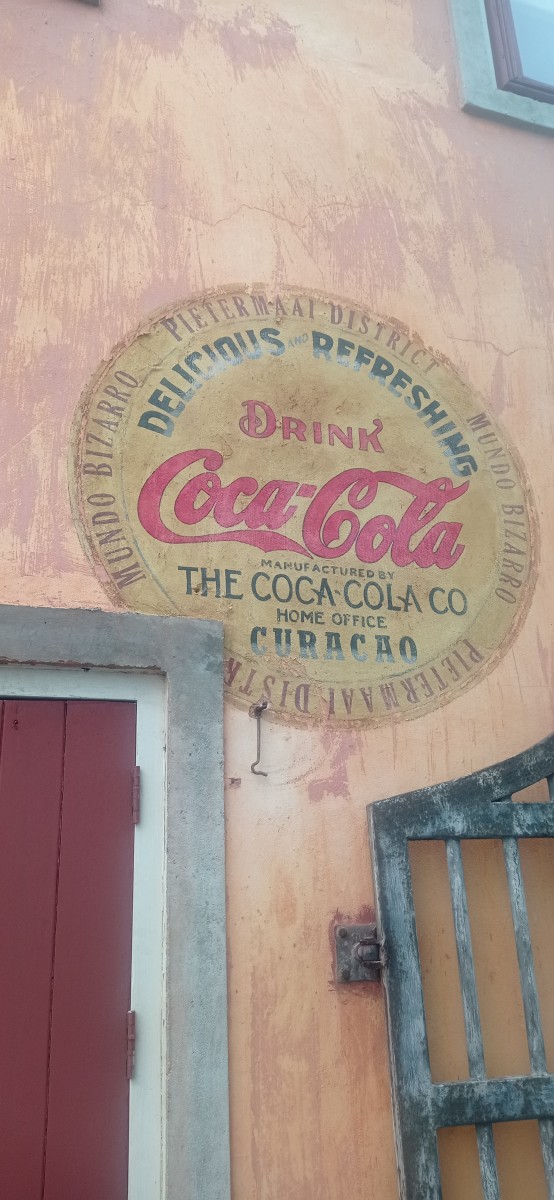 PIETERMAAI DISTRICT
MUNDO BIZARRO
MUNDO BIZARRO
DELICIOUS AND REFRESHING
DRINK
Coca-Cola
MANUFACTURED BY
THE COCA-COLA CO
HOME OFFICE
CURACAO
PIETERMAAI DISTR